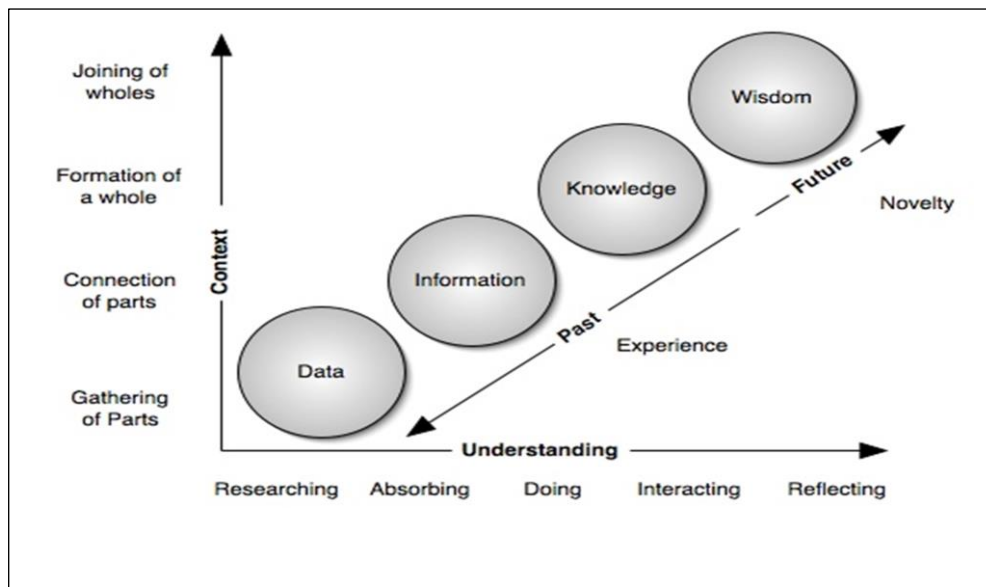 Joining of
wholes
Wisdom
Future
Formation of
a whole
Knowledge
Novelty
Context
Connection
of parts
Information
Past
Experience
Data
Gathering
of Parts
Understanding
Researching Absorbing Doing Interacting Reflecting